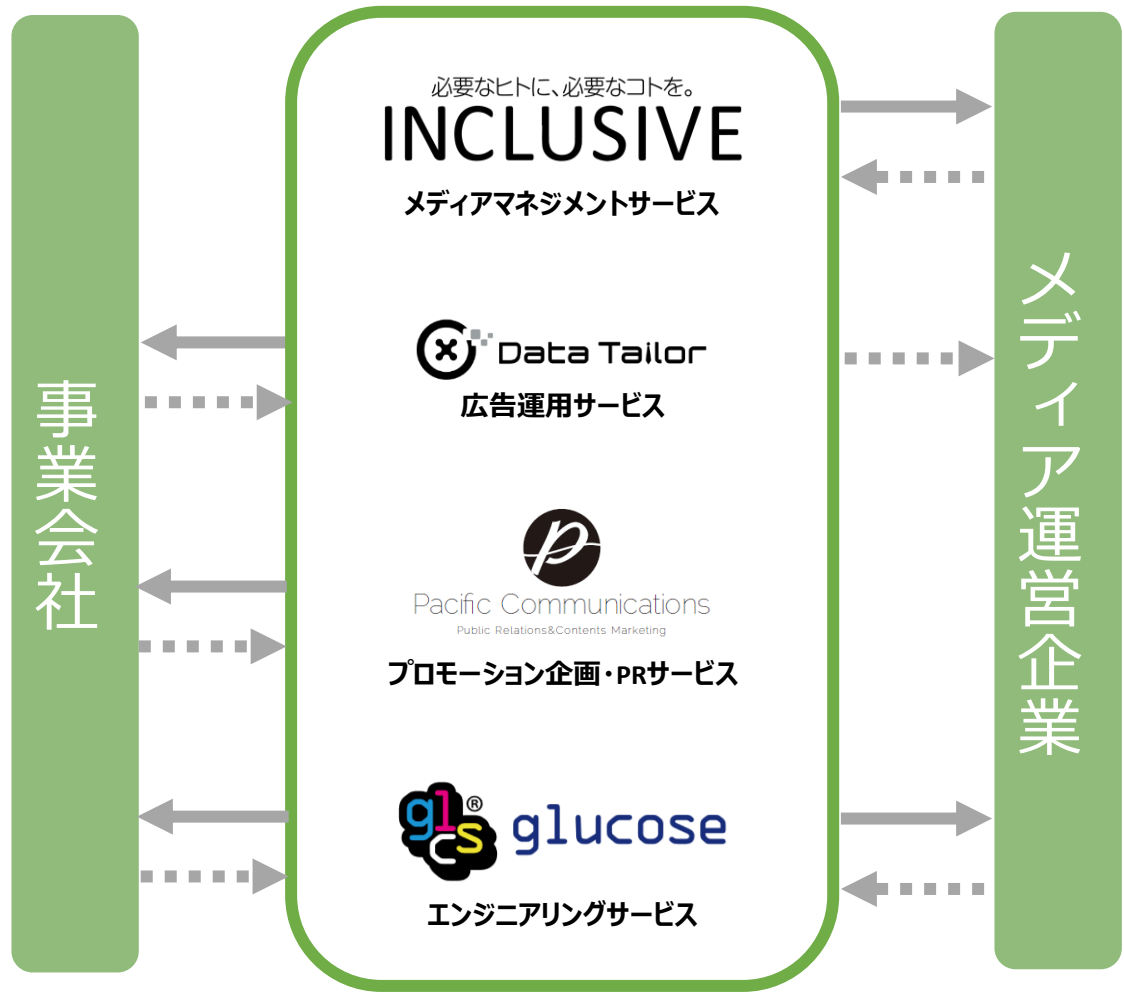 事業会社
必要なヒトに、必要なコトを。
INCLUSIVE
メディアマネジメントサービス
Data Tailor
広告運用サービス
p
Pacific Communications
Public Relations&Contents Marketing
プロモーション企画・PRサービス
glcs®
glucose
エンジニアリングサービス
メディア運営企業